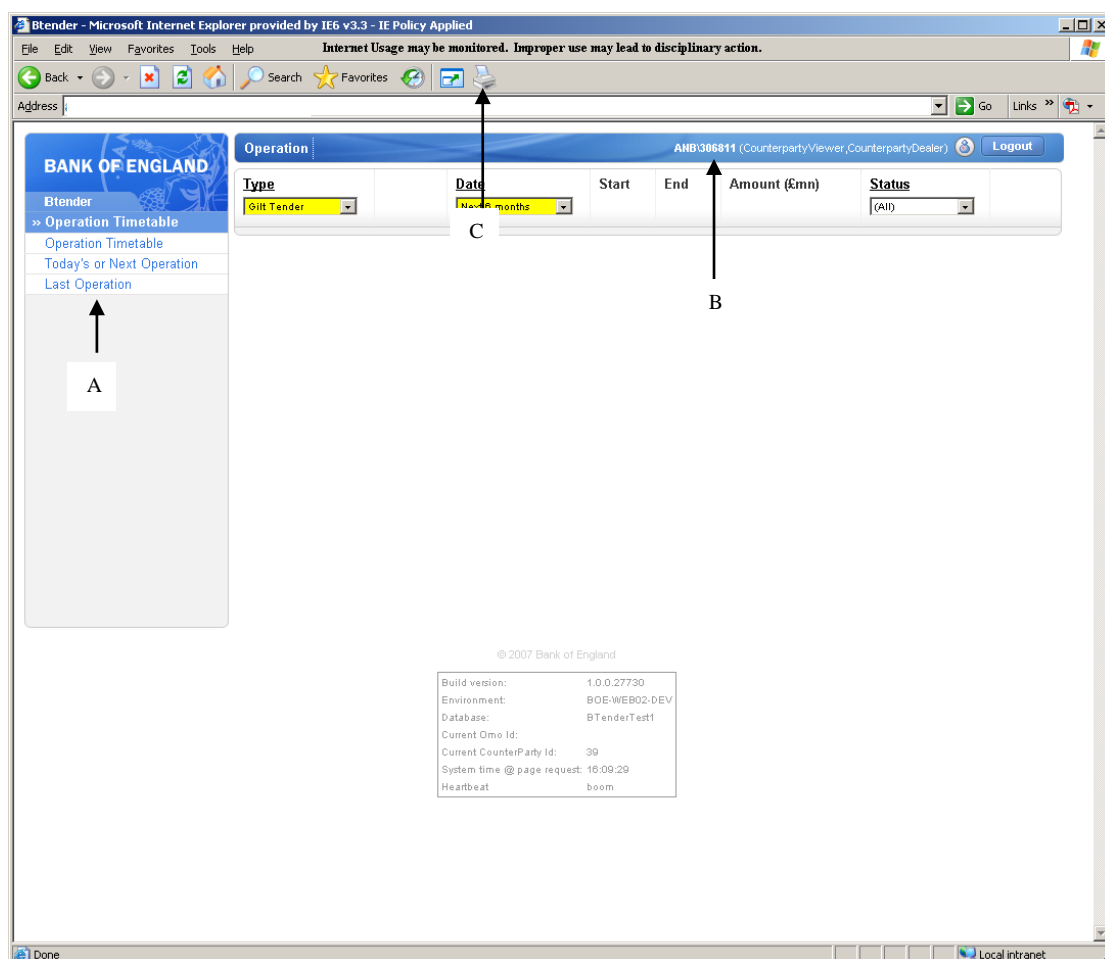 Btender - Microsoft Internet Explorer provided by IE6 v3.3 - IE Policy Applied
File Edit View Favorites Tools Help Internet Usage may be monitored. Improper use may lead to disciplinary action.
Back Search Favorites
Address Go Links »
BANK OF ENGLAND
Btender
» Operation Timetable
Operation Timetable
Today's or Next Operation
Last Operation
A
Operation ANB\306811 (CounterpartyViewer,CounterpartyDealer) Logout
Type Date Start End Amount (£mn) Status
Gilt Tender Next 6 months (All)
C
B
© 2007 Bank of England
Build version: 1.0.0.27730
Environment: BOE-WEB02-DEV
Database: BTenderTest1
Current Omo Id:
Current CounterParty Id: 39
System time @ page request: 16:09:29
Heartbeat boom
Done Local intranet